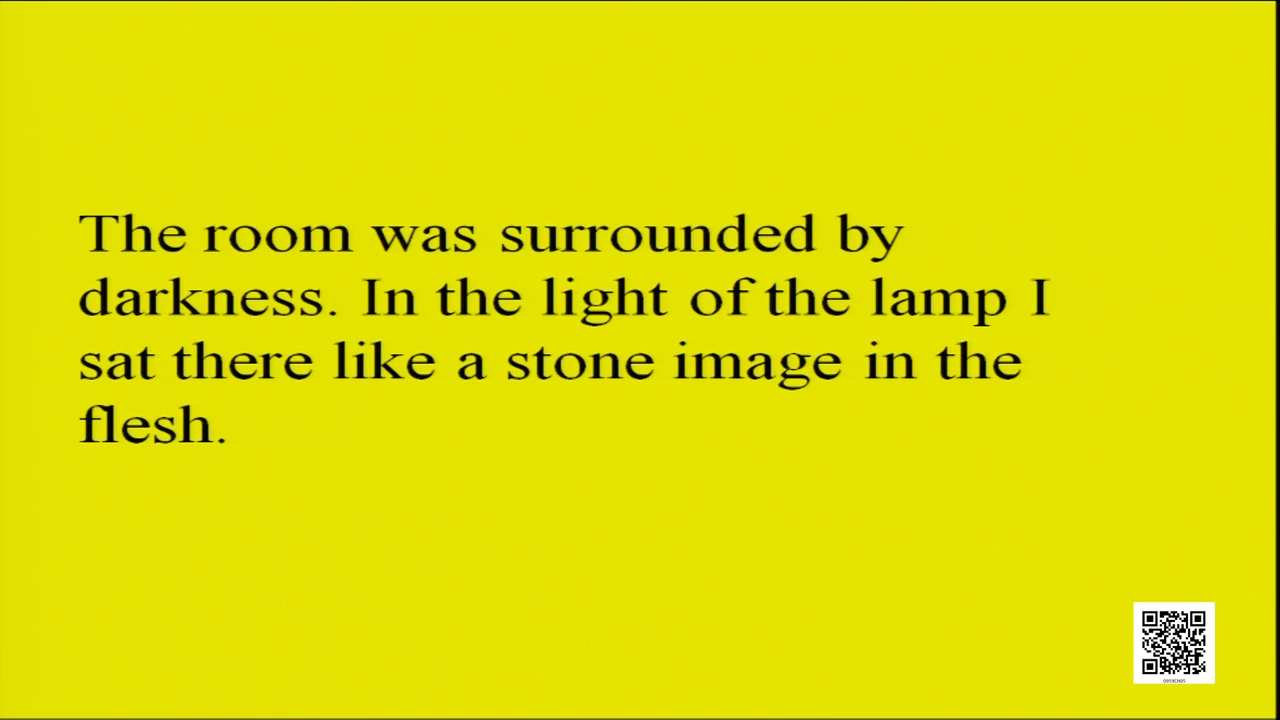 The room was surrounded by
darkness. In the light of the lamp I
sat there like a stone image in the
flesh.